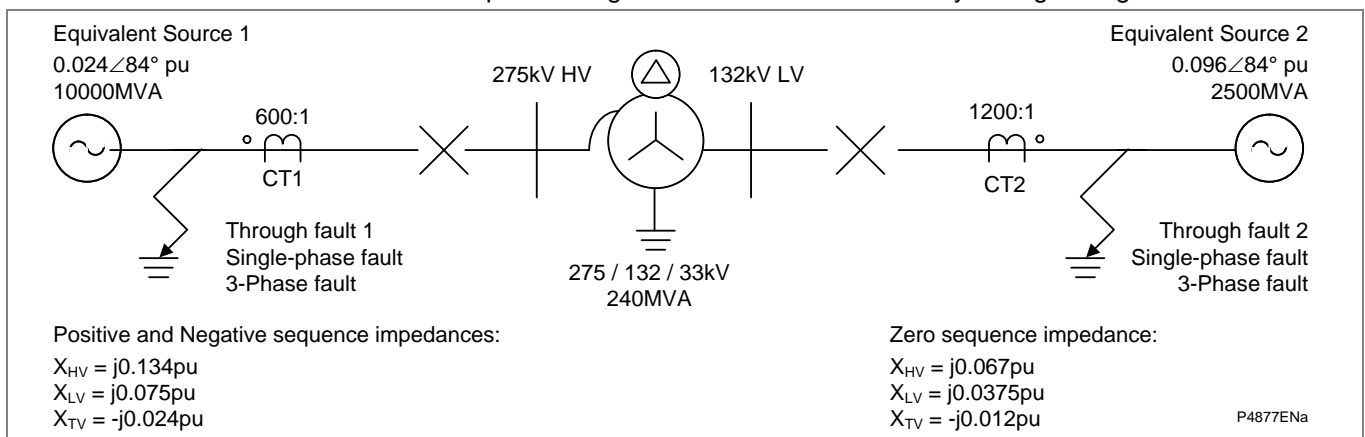 Equivalent Source 1
0.024∠84° pu
10000MVA
600:1
CT1
275kV HV
132kV LV
1200:1
CT2
Equivalent Source 2
0.096∠84° pu
2500MVA
Through fault 1
Single-phase fault
3-Phase fault
275 / 132 / 33kV
240MVA
Through fault 2
Single-phase fault
3-Phase fault
Positive and Negative sequence impedances:
X_HV = j0.134pu
X_LV = j0.075pu
X_TV = -j0.024pu
Zero sequence impedance:
X_HV = j0.067pu
X_LV = j0.0375pu
X_TV = -j0.012pu
P4877ENa